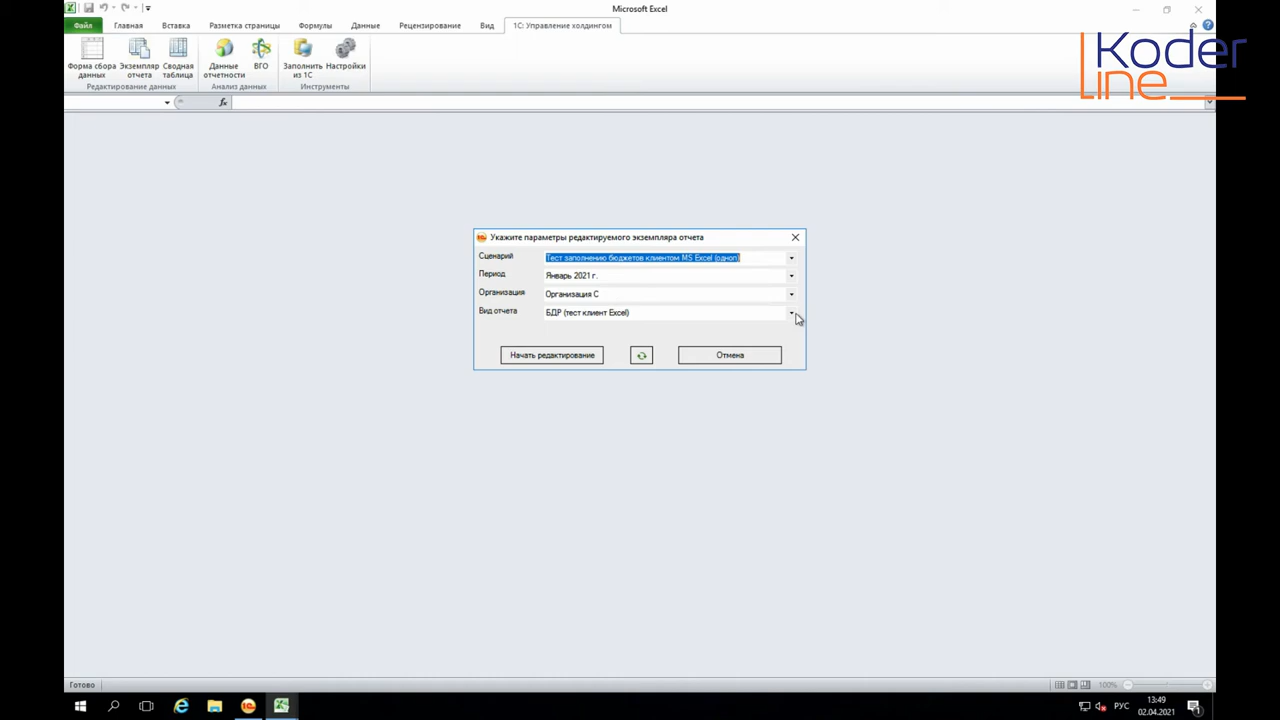 Microsoft Excel
Файл Главная Вставка Разметка страницы Формулы Данные Рецензирование Вид 1С: Управление холдингом
Форма сбора данных
Экземпляр отчета
Сводная таблица
Данные отчетности
ВГО
Заполнить из 1С
Настройки
Редактирование данных Анализ данных Инструменты
Koder
line
fx
Укажите параметры редактируемого экземпляра отчета
Сценарий Тест заполнению бюджетов клиентом MS Excel (одноп)
Период Январь 2021 г.
Организация Организация С
Вид отчета БДР (тест клиент Excel)
Начать редактирование Отмена
Готово 100%
РУС 13:49
02.04.2021